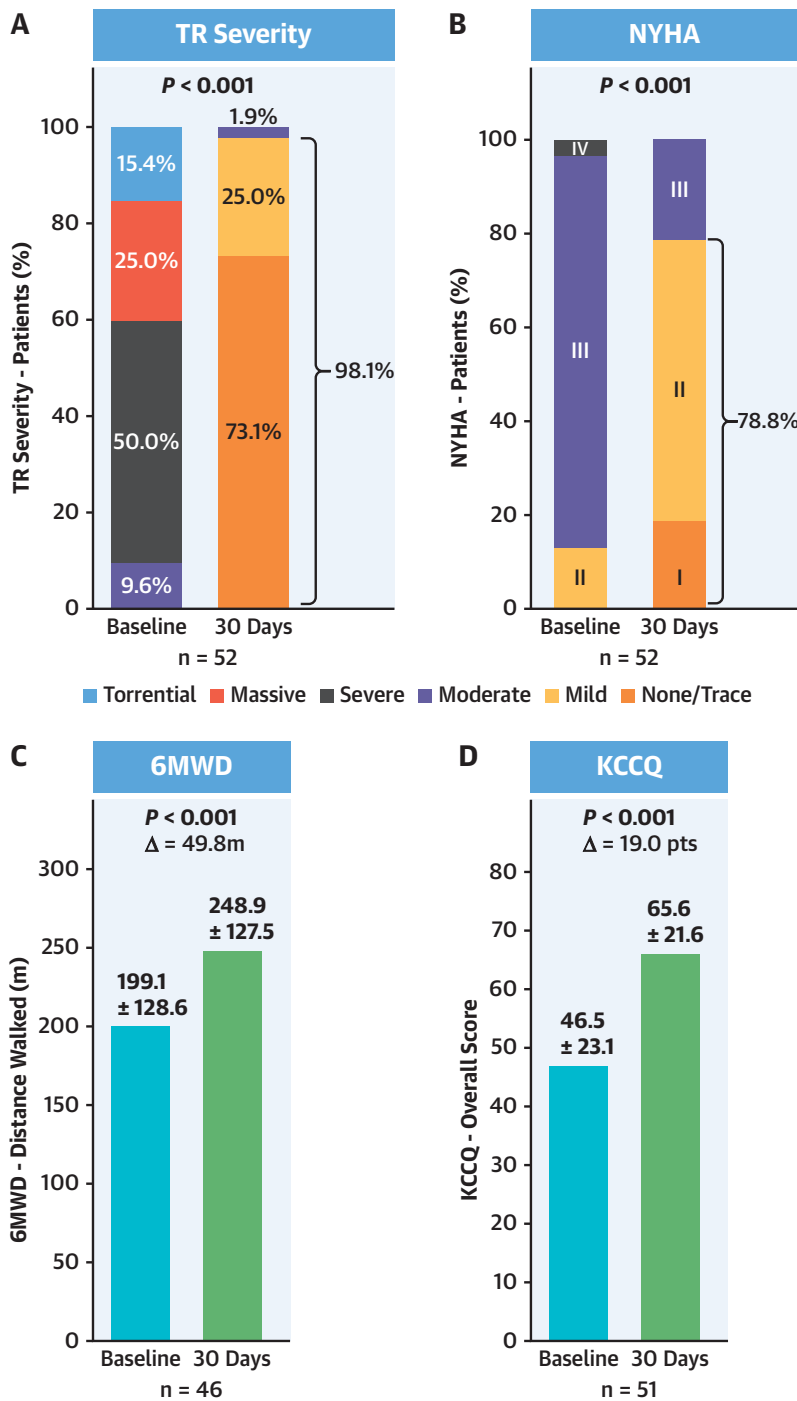 A
TR Severity
P < 0.001
TR Severity - Patients (%)
100
80
60
40
20
0
15.4%
25.0%
50.0%
9.6%
1.9%
25.0%
73.1%
98.1%
Baseline
30 Days
n = 52
B
NYHA
P < 0.001
NYHA - Patients (%)
100
80
60
40
20
0
IV
III
II
III
II
I
78.8%
Baseline
30 Days
n = 52
Torrential Massive Severe Moderate Mild None/Trace
C
6MWD
P < 0.001
Δ = 49.8m
6MWD - Distance Walked (m)
300
250
200
150
100
50
0
199.1
± 128.6
248.9
± 127.5
Baseline
30 Days
n = 46
D
KCCQ
P < 0.001
Δ = 19.0 pts
KCCQ - Overall Score
80
70
60
50
40
30
20
10
0
46.5
± 23.1
65.6
± 21.6
Baseline
30 Days
n = 51